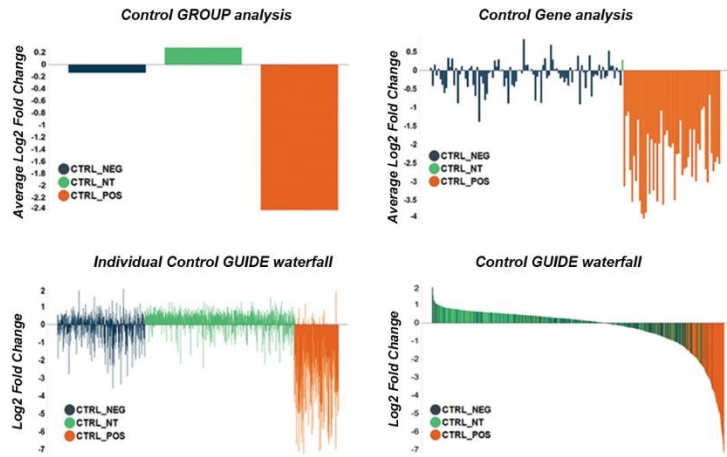 Control GROUP analysis
Average Log2 Fold Change
0.2
0
-0.2
-0.4
-0.6
-0.8
-1
-1.2
-1.4
-1.6
-1.8
-2
-2.2
-2.4
CTRL_NEG
CTRL_NT
CTRL_POS
Control Gene analysis
Average Log2 Fold Change
0.5
0
-0.5
-1
-1.5
-2
-2.5
-3
-3.5
-4
CTRL_NEG
CTRL_NT
CTRL_POS
Individual Control GUIDE waterfall
Log2 Fold Change
2
1
0
-1
-2
-3
-4
-5
-6
-7
CTRL_NEG
CTRL_NT
CTRL_POS
Control GUIDE waterfall
Log2 Fold Change
2
1
0
-1
-2
-3
-4
-5
-6
-7
CTRL_NEG
CTRL_NT
CTRL_POS